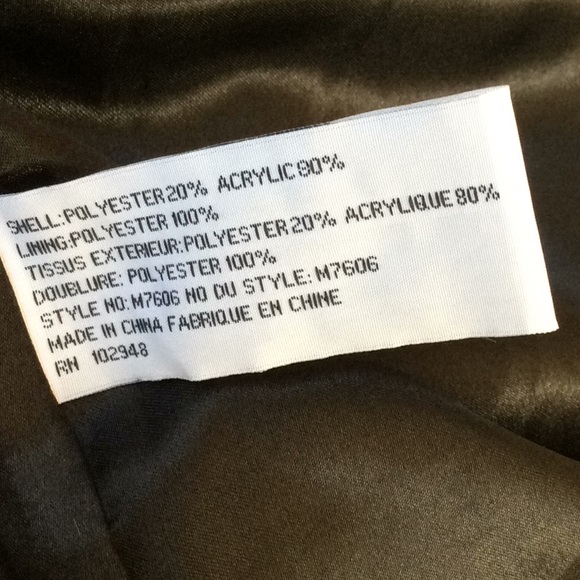 SHELL:POLYESTER 20% ACRYLIC 80%
LINING:POLYESTER 100%
TISSUS EXTERIEUR:POLYESTER 20% ACRYLIQUE 80%
DOUBLURE: POLYESTER 100%
STYLE NO: M7606 NO DU STYLE: M7606
MADE IN CHINA FABRIQUE EN CHINE
RN 102948